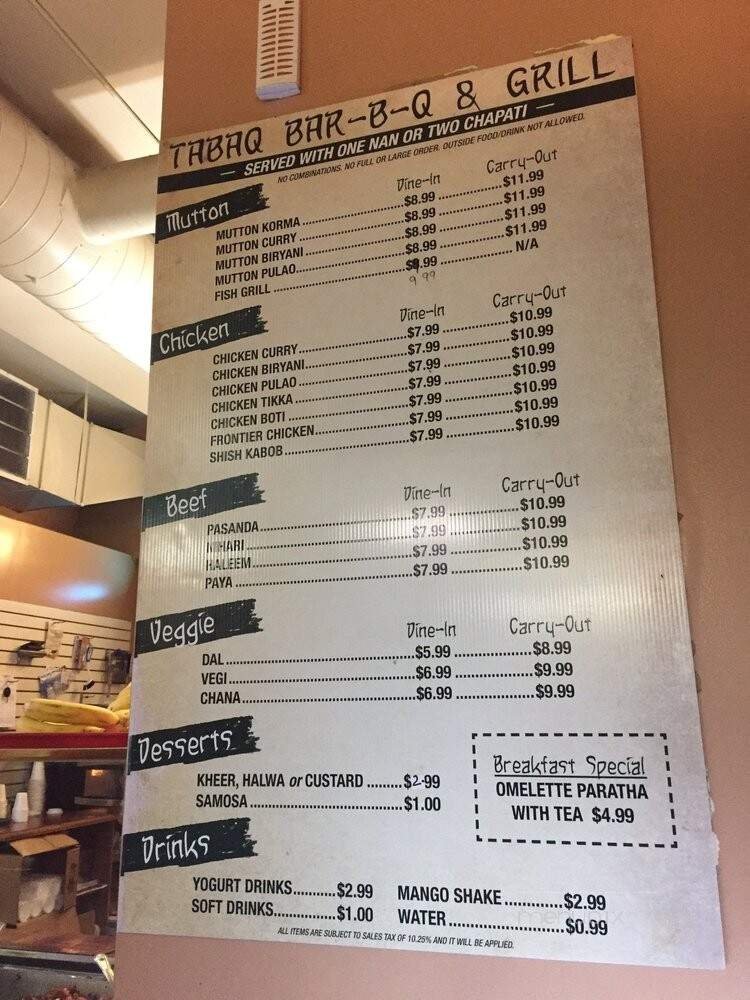 TABAQ BAR-B-Q & GRILL
— SERVED WITH ONE NAN OR TWO CHAPATI —
NO COMBINATIONS. NO FULL OR LARGE ORDER. OUTSIDE FOOD/DRINK NOT ALLOWED.
Mutton Dine-In Carry-Out
MUTTON KORMA $8.99 $11.99
MUTTON CURRY $8.99 $11.99
MUTTON BIRYANI $8.99 $11.99
MUTTON PULAO $8.99 $11.99
FISH GRILL $9.99 N/A
9 99
Chicken Dine-In Carry-Out
CHICKEN CURRY $7.99 $10.99
CHICKEN BIRYANI $7.99 $10.99
CHICKEN PULAO $7.99 $10.99
CHICKEN TIKKA $7.99 $10.99
CHICKEN BOTI $7.99 $10.99
FRONTIER CHICKEN $7.99 $10.99
SHISH KABOB $7.99 $10.99
Beef Dine-In Carry-Out
PASANDA $7.99 $10.99
NIHARI $7.99 $10.99
HALEEM $7.99 $10.99
PAYA $7.99 $10.99
Veggie Dine-In Carry-Out
DAL $5.99 $8.99
VEGI $6.99 $9.99
CHANA $6.99 $9.99
Desserts
KHEER, HALWA or CUSTARD $2.99
SAMOSA $1.00
Breakfast Special
OMELETTE PARATHA
WITH TEA $4.99
Drinks
YOGURT DRINKS $2.99 MANGO SHAKE $2.99
SOFT DRINKS $1.00 WATER $0.99
ALL ITEMS ARE SUBJECT TO SALES TAX OF 10.25% AND IT WILL BE APPLIED.